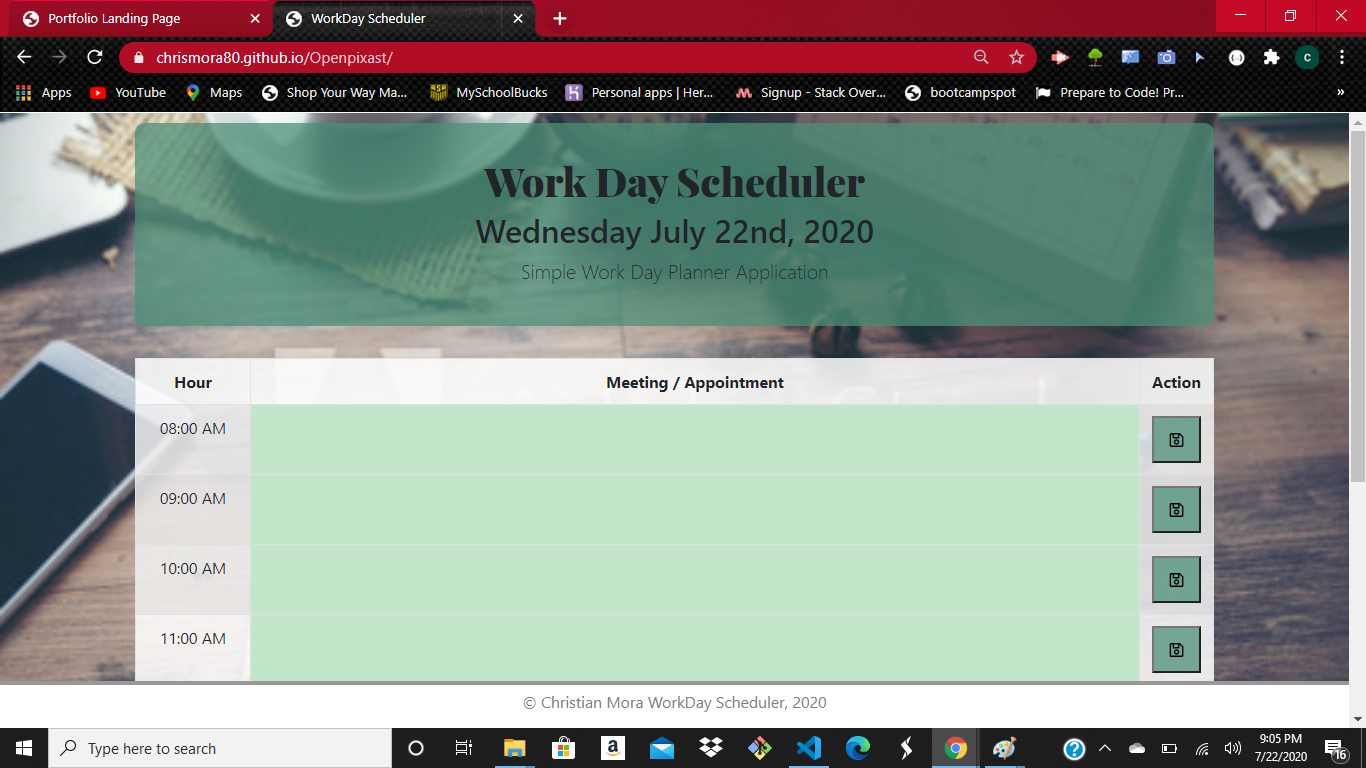 Portfolio Landing Page
WorkDay Scheduler
chrismora80.github.io/Openpixast/
Apps
YouTube
Maps
Shop Your Way Ma...
MySchoolBucks
Personal apps | Her...
Signup - Stack Over...
bootcampspot
Prepare to Code! Pr...
»
Work Day Scheduler
Wednesday July 22nd, 2020
Simple Work Day Planner Application
Hour Meeting / Appointment Action
08:00 AM
09:00 AM
10:00 AM
11:00 AM
© Christian Mora WorkDay Scheduler, 2020
Type here to search
9:05 PM
7/22/2020
16